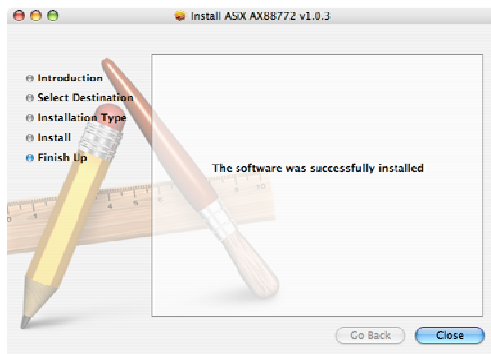 Install ASIX AX88772 v1.0.3
Introduction
Select Destination
Installation Type
Install
Finish Up
The software was successfully installed
Go Back
Close